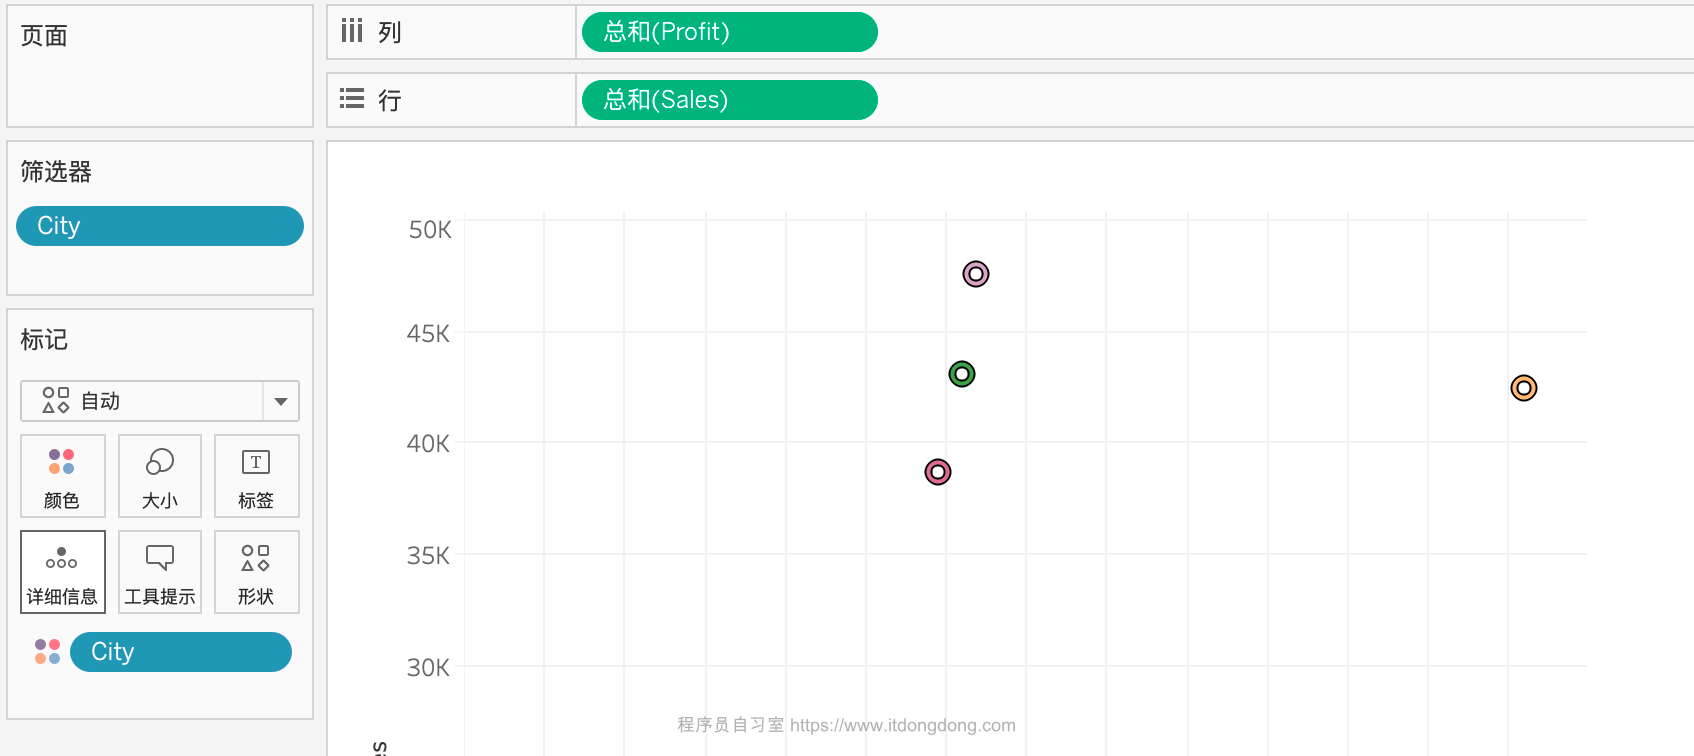 页面
列
总和(Profit)
行
总和(Sales)
筛选器
City
标记
自动
颜色
大小
标签
详细信息
工具提示
形状
City
50K
45K
40K
35K
30K
es
程序员自习室 https://www.itdongdong.com